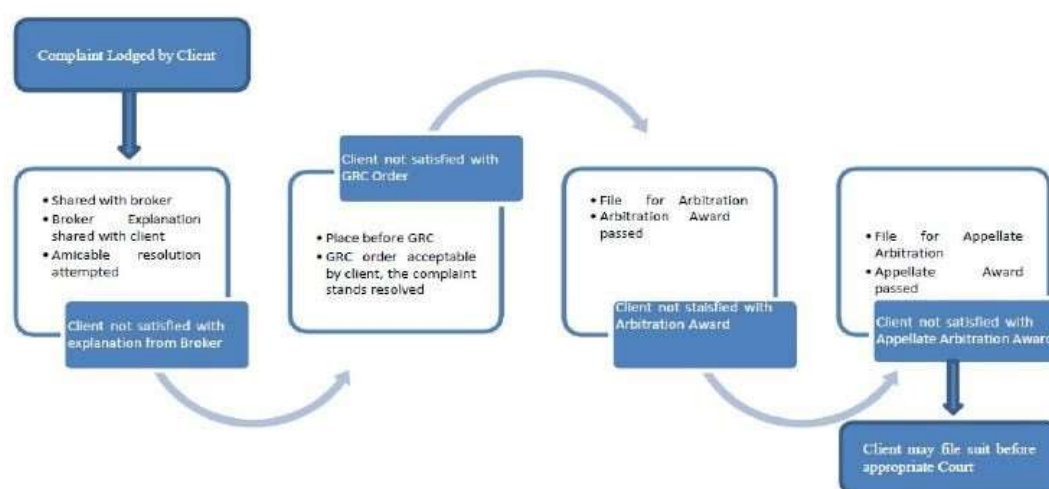 Complaint Lodged by Client
• Shared with broker
• Broker Explanation
shared with client
• Amicable resolution
attempted
Client not satisfied with
explanation from Broker
Client not satisfied with
GRC Order
• Place before GRC
• GRC order acceptable
by client, the complaint
stands resolved
• File for Arbitration
• Arbitration Award
passed
Client not staisfied with
Arbitration Award
• File for Appellate
Arbitration
• Appellate Award
passed
Client not satisfied with
Appellate Arbitration Award
Client may file suit before
appropriate Court